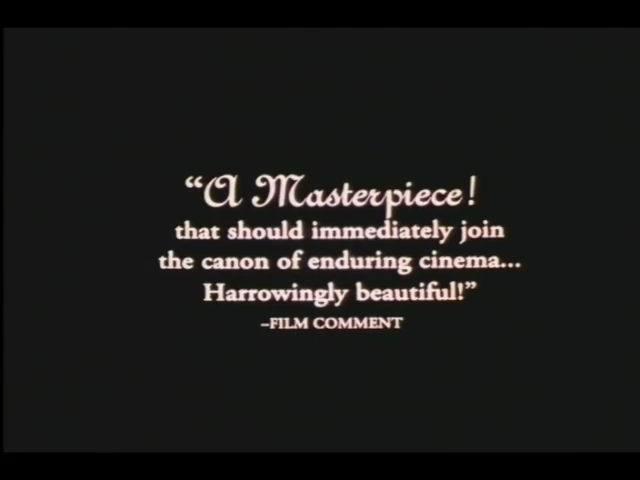 “A Masterpiece!
that should immediately join
the canon of enduring cinema...
Harrowingly beautiful!”
–FILM COMMENT